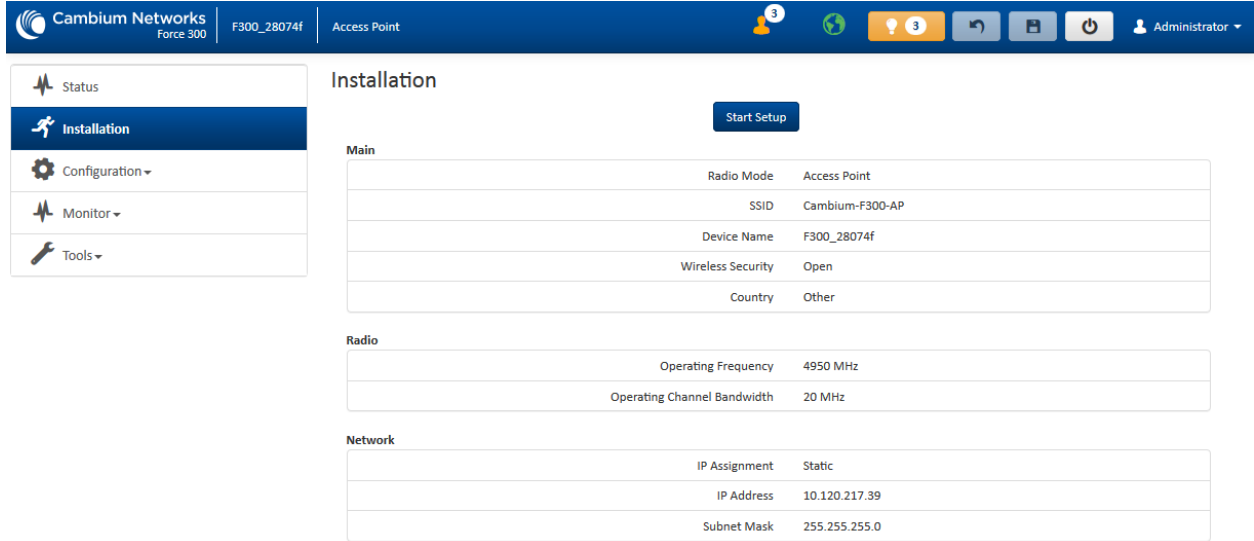 Cambium Networks
Force 300
F300_28074f
Access Point
3
3
Administrator
Status
Installation
Configuration
Monitor
Tools
Installation
Start Setup
Main
Radio Mode Access Point
SSID Cambium-F300-AP
Device Name F300_28074f
Wireless Security Open
Country Other
Radio
Operating Frequency 4950 MHz
Operating Channel Bandwidth 20 MHz
Network
IP Assignment Static
IP Address 10.120.217.39
Subnet Mask 255.255.255.0